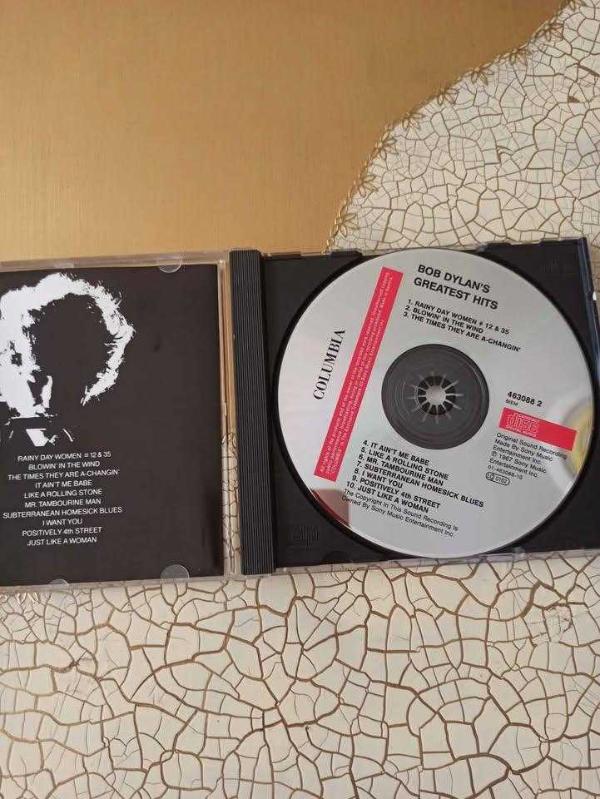 RAINY DAY WOMEN # 12 & 35
BLOWIN' IN THE WIND
THE TIMES THEY ARE A-CHANGIN'
IT AIN'T ME BABE
LIKE A ROLLING STONE
MR. TAMBOURINE MAN
SUBTERRANEAN HOMESICK BLUES
I WANT YOU
POSITIVELY 4th STREET
JUST LIKE A WOMAN
BOB DYLAN'S
GREATEST HITS
1. RAINY DAY WOMEN # 12 & 35
2. BLOWIN' IN THE WIND
3. THE TIMES THEY ARE A-CHANGIN'
COLUMBIA
463088 2
disc
Original Sound Recording
Made By Sony Music
Entertainment Inc.
℗ 1967 Sony Music
Entertainment Inc.
01-463088-10
4. IT AIN'T ME BABE
5. LIKE A ROLLING STONE
6. MR. TAMBOURINE MAN
7. SUBTERRANEAN HOMESICK BLUES
8. I WANT YOU
9. POSITIVELY 4th STREET
10. JUST LIKE A WOMAN
The Copyright in This Sound Recording is
Owned By Sony Music Entertainment Inc.